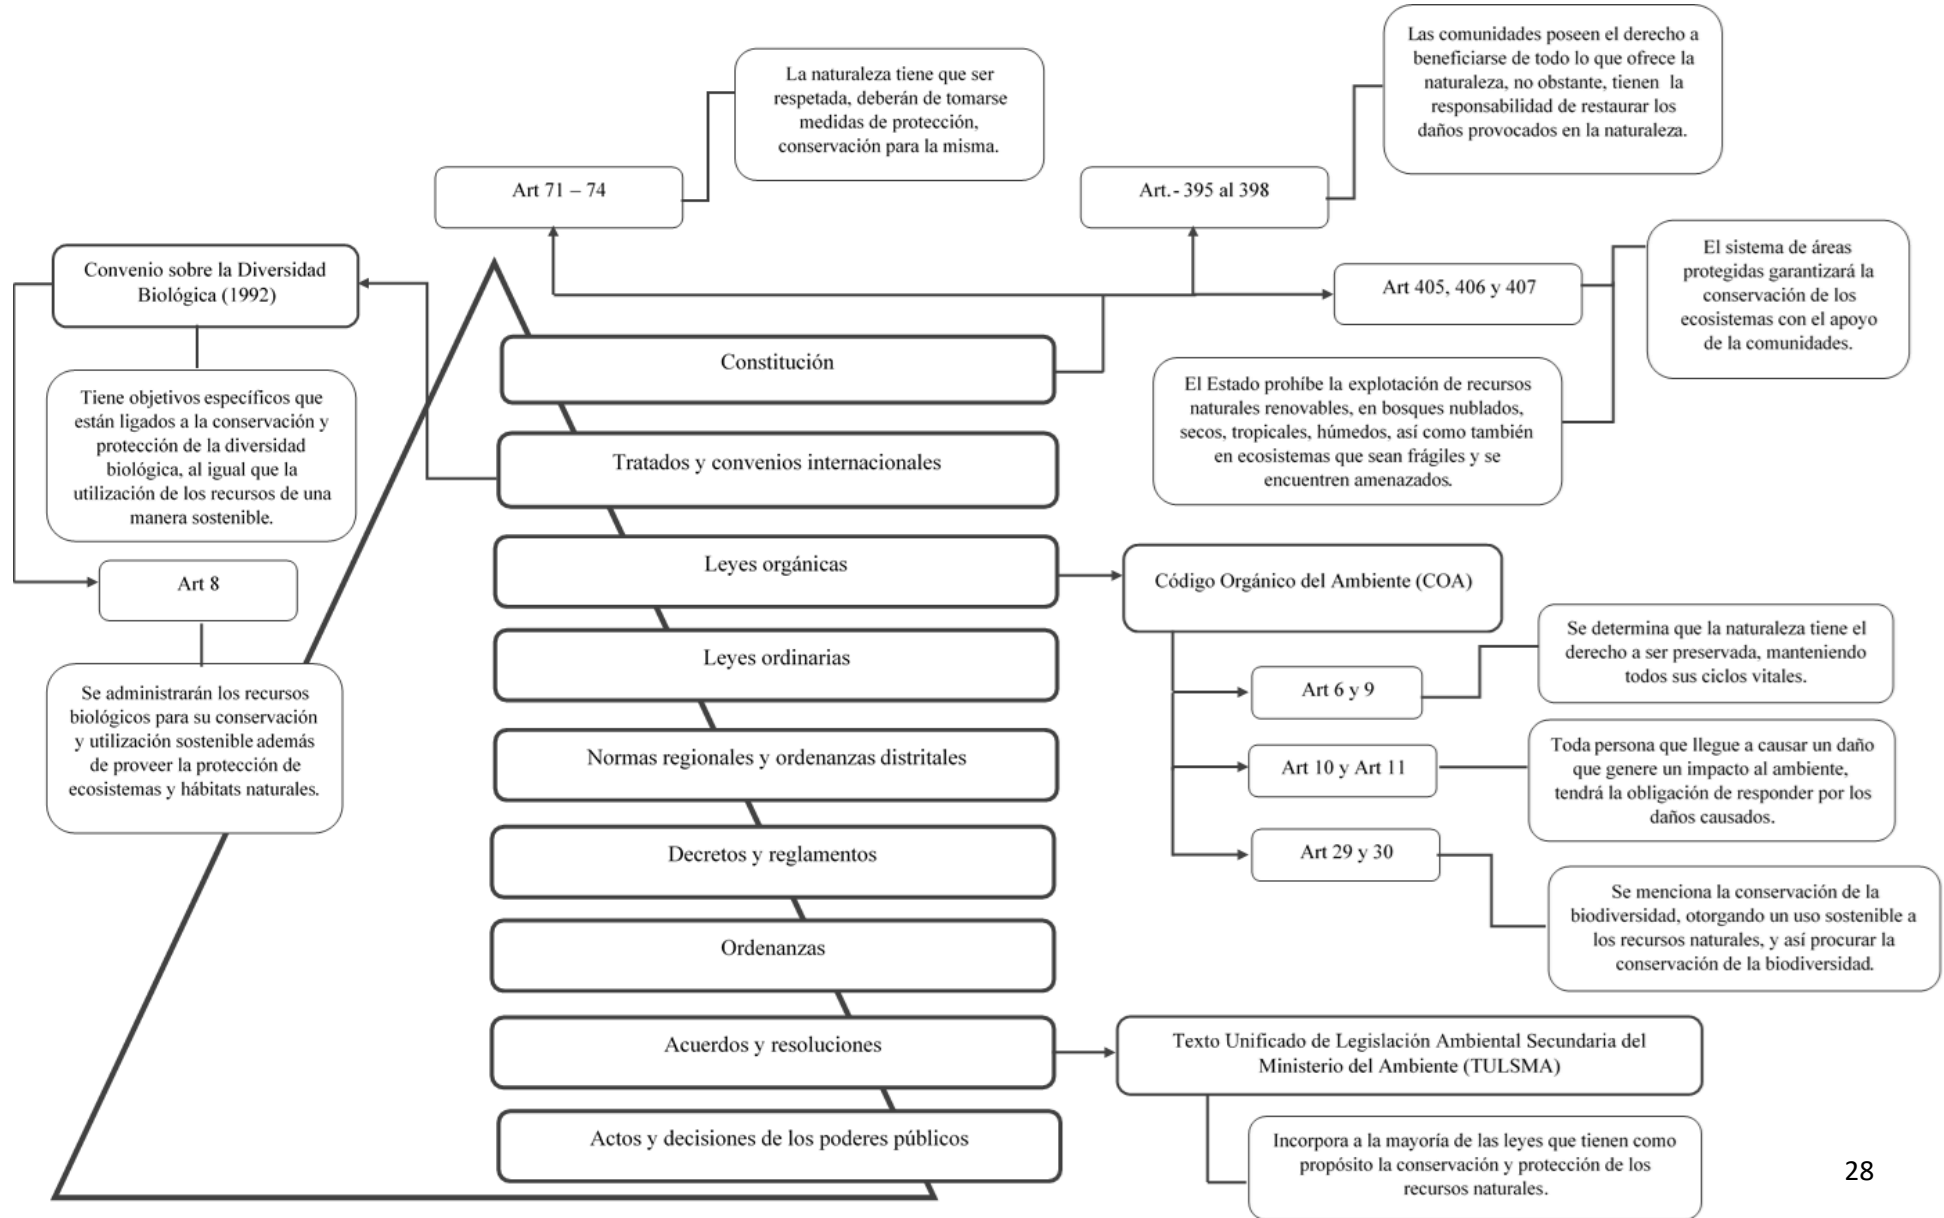 Las comunidades poseen el derecho a
beneficiarse de todo lo que ofrece la
naturaleza, no obstante, tienen la
responsabilidad de restaurar los
daños provocados en la naturaleza.
La naturaleza tiene que ser
respetada, deberán de tomarse
medidas de protección,
conservación para la misma.
Art 71 – 74
Art.- 395 al 398
Convenio sobre la Diversidad
Biológica (1992)
Art 405, 406 y 407
El sistema de áreas
protegidas garantizará la
conservación de los
ecosistemas con el apoyo
de la comunidades.
Constitución
Tiene objetivos específicos que
están ligados a la conservación y
protección de la diversidad
biológica, al igual que la
utilización de los recursos de una
manera sostenible.
El Estado prohíbe la explotación de recursos
naturales renovables, en bosques nublados,
secos, tropicales, húmedos, así como también
en ecosistemas que sean frágiles y se
encuentren amenazados.
Tratados y convenios internacionales
Art 8
Leyes orgánicas
Código Orgánico del Ambiente (COA)
Se administrarán los recursos
biológicos para su conservación
y utilización sostenible además
de proveer la protección de
ecosistemas y hábitats naturales.
Leyes ordinarias
Art 6 y 9
Se determina que la naturaleza tiene el
derecho a ser preservada, manteniendo
todos sus ciclos vitales.
Normas regionales y ordenanzas distritales
Art 10 y Art 11
Toda persona que llegue a causar un daño
que genere un impacto al ambiente,
tendrá la obligación de responder por los
daños causados.
Decretos y reglamentos
Art 29 y 30
Se menciona la conservación de la
biodiversidad, otorgando un uso sostenible a
los recursos naturales, y así procurar la
conservación de la biodiversidad.
Ordenanzas
Acuerdos y resoluciones
Texto Unificado de Legislación Ambiental Secundaria del
Ministerio del Ambiente (TULSMA)
Actos y decisiones de los poderes públicos
Incorpora a la mayoría de las leyes que tienen como
propósito la conservación y protección de los
recursos naturales.
28